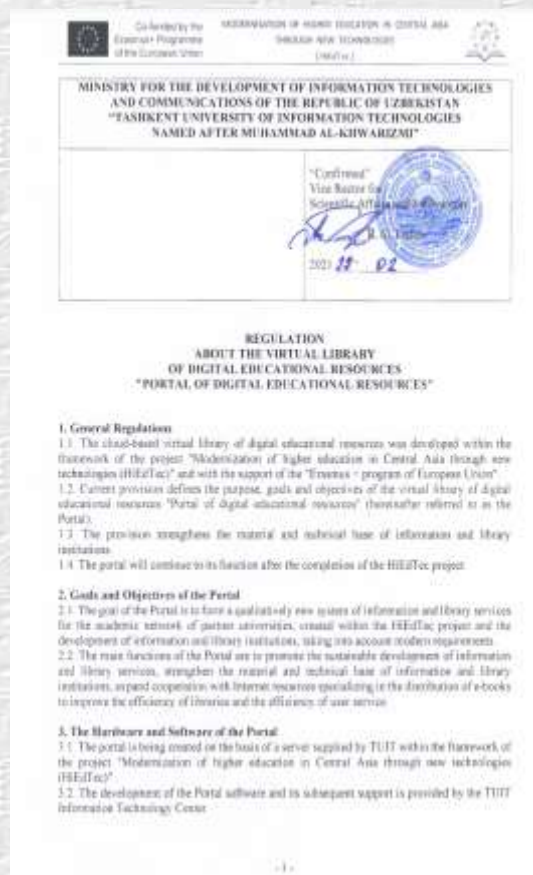 Co-funded by the
Erasmus+ Programme
of the European Union
MODERNIZATION OF HIGHER EDUCATION IN CENTRAL ASIA
THROUGH NEW TECHNOLOGIES
(HiEdTec)
MINISTRY FOR THE DEVELOPMENT OF INFORMATION TECHNOLOGIES
AND COMMUNICATIONS OF THE REPUBLIC OF UZBEKISTAN
"TASHKENT UNIVERSITY OF INFORMATION TECHNOLOGIES
NAMED AFTER MUHAMMAD AL-KHWARIZMI"
"Confirmed"
Vice Rector for
Scientific Affairs and
2021 22 02
REGULATION
ABOUT THE VIRTUAL LIBRARY
OF DIGITAL EDUCATIONAL RESOURCES
"PORTAL OF DIGITAL EDUCATIONAL RESOURCES"
1. General Regulations
1.1. The cloud-based virtual library of digital educational resources was developed within the
framework of the project "Modernization of higher education in Central Asia through new
technologies (HiEdTec)" and with the support of the "Erasmus + program of European Union"
1.2. Current provision defines the purpose, goals and objectives of the virtual library of digital
educational resources "Portal of digital educational resources" (hereinafter referred to as the
Portal).
1.3. The provision strengthens the material and technical base of information and library
institutions.
1.4. The portal will continue to its function after the completion of the HiEdTec project.
2. Goals and Objectives of the Portal
2.1. The goal of the Portal is to form a qualitatively new system of information and library services
for the academic network of partner universities, created within the HiEdTec project and the
development of information and library institutions, taking into account modern requirements.
2.2. The main functions of the Portal are to promote the sustainable development of information
and library services, strengthen the material and technical base of information and library
institutions, expand cooperation with Internet resources specializing in the distribution of e-books
to improve the efficiency of libraries and the efficiency of user service.
3. The Hardware and Software of the Portal
3.1. The portal is being created on the basis of a server supplied by TUIT within the framework of
the project "Modernization of higher education in Central Asia through new technologies
(HiEdTec)"
3.2. The development of the Portal software and its subsequent support is provided by the TUIT
Information Technology Center.
- 1 -